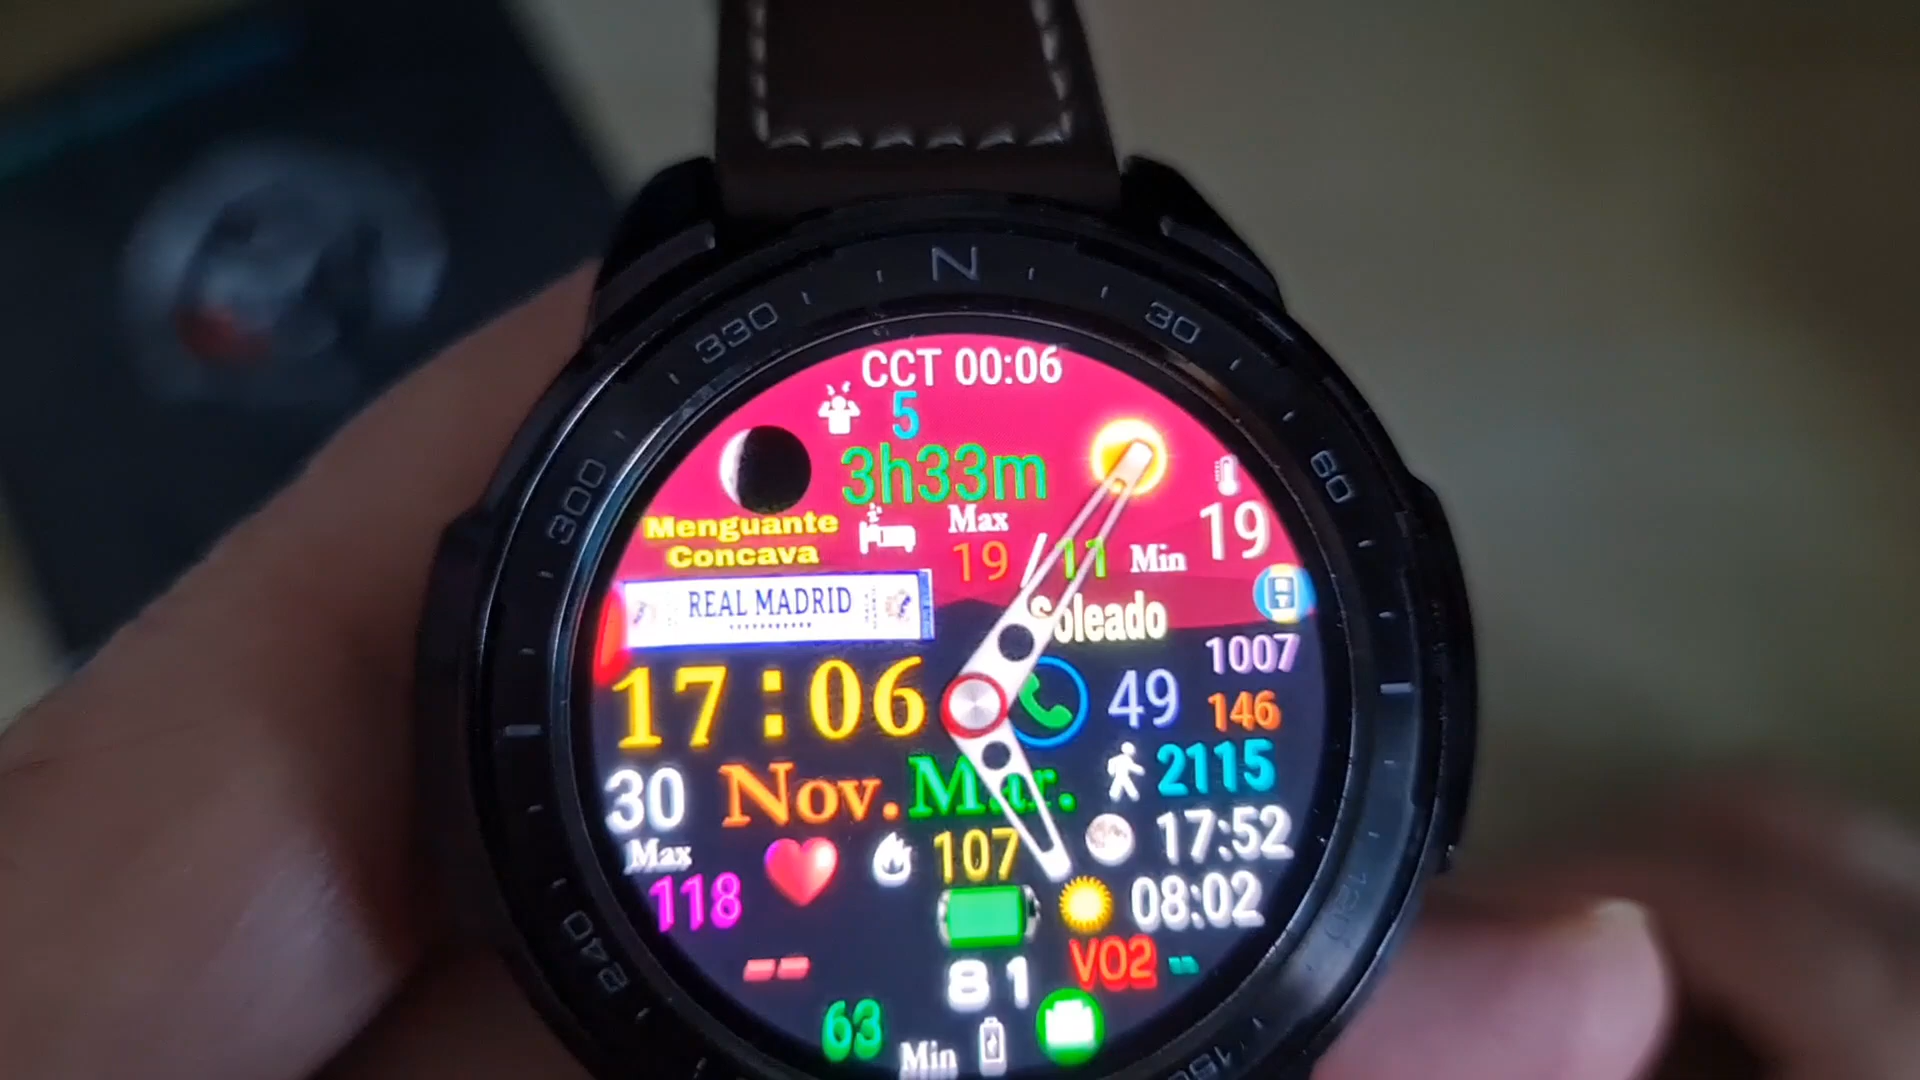 N
330
30
300
60
240
120
150
CCT 00:06
5
3h33m
Menguante
Concava
Max
19 / 11 Min
19
REAL MADRID
Soleado
1007
17:06
49
146
30 Nov. Mar.
2115
Max
118
107
17:52
08:02
--
81
VO2 --
63
Min